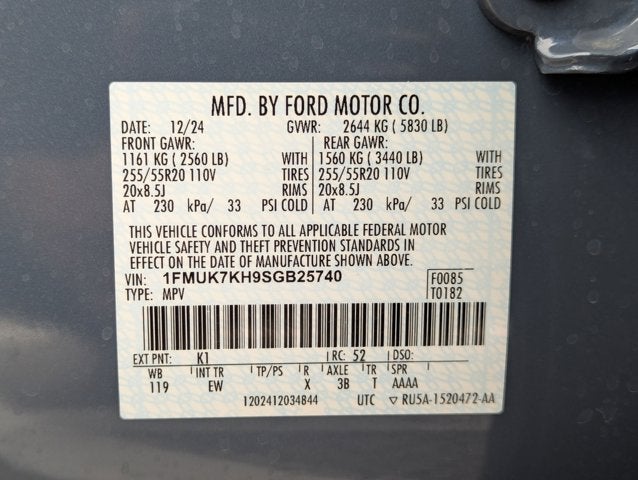 MFD. BY FORD MOTOR CO.
DATE: 12/24 GVWR: 2644 KG ( 5830 LB)
FRONT GAWR: REAR GAWR:
1161 KG ( 2560 LB) WITH 1560 KG ( 3440 LB) WITH
255/55R20 110V TIRES 255/55R20 110V TIRES
20x8.5J RIMS 20x8.5J RIMS
AT 230 kPa/ 33 PSI COLD AT 230 kPa/ 33 PSI COLD
THIS VEHICLE CONFORMS TO ALL APPLICABLE FEDERAL MOTOR
VEHICLE SAFETY AND THEFT PREVENTION STANDARDS IN
EFFECT ON THE DATE OF MANUFACTURE SHOWN ABOVE.
VIN: 1FMUK7KH9SGB25740 F0085
TYPE: MPV T0182
EXT PNT: K1 RC: 52 DSO:
WB INT TR TP/PS R AXLE TR SPR
119 EW X 3B T AAAA
1202412034844 UTC ▽ RU5A-1520472-AA